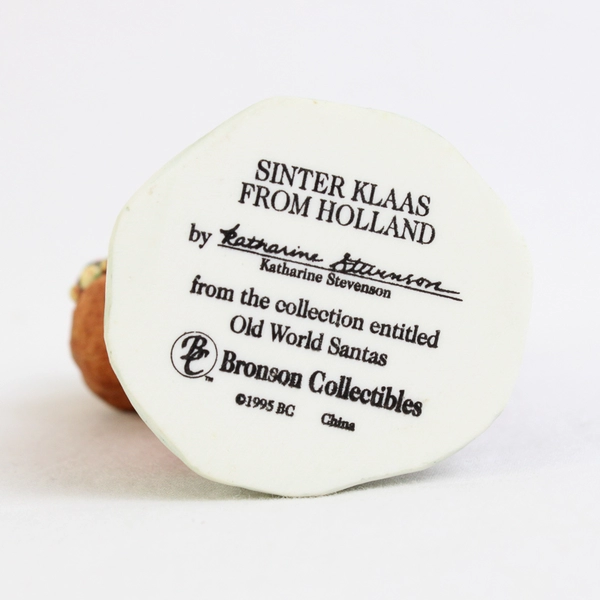 SINTER KLAAS
FROM HOLLAND
by Katharine Stevenson
Katharine Stevenson
from the collection entitled
Old World Santas
BC ™ Bronson Collectibles
©1995 BC China